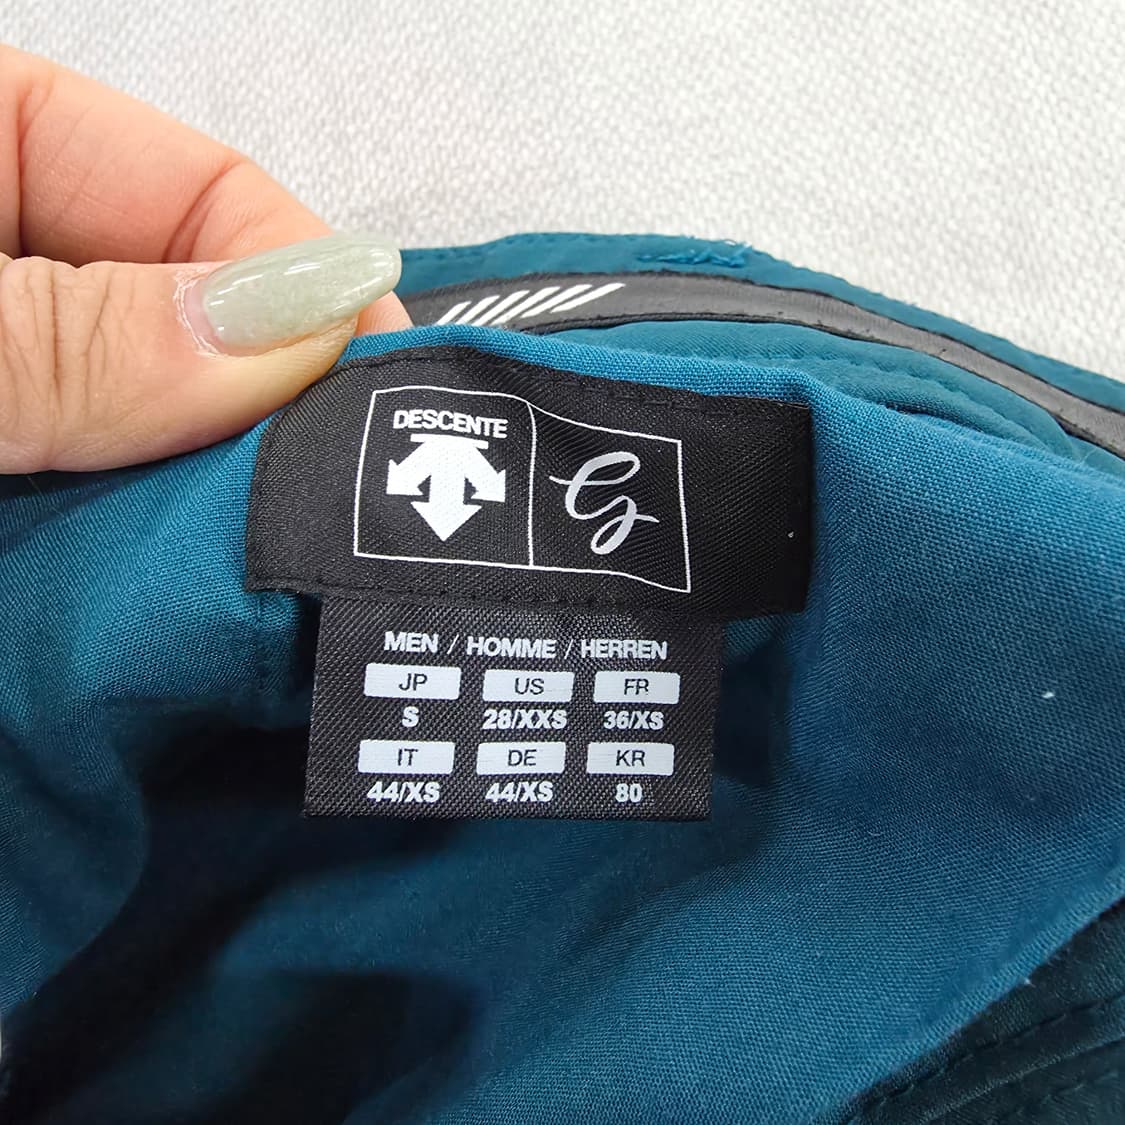 DESCENTE
G
MEN / HOMME / HERREN
JP US FR
S 28/XXS 36/XS
IT DE KR
44/XS 44/XS 80